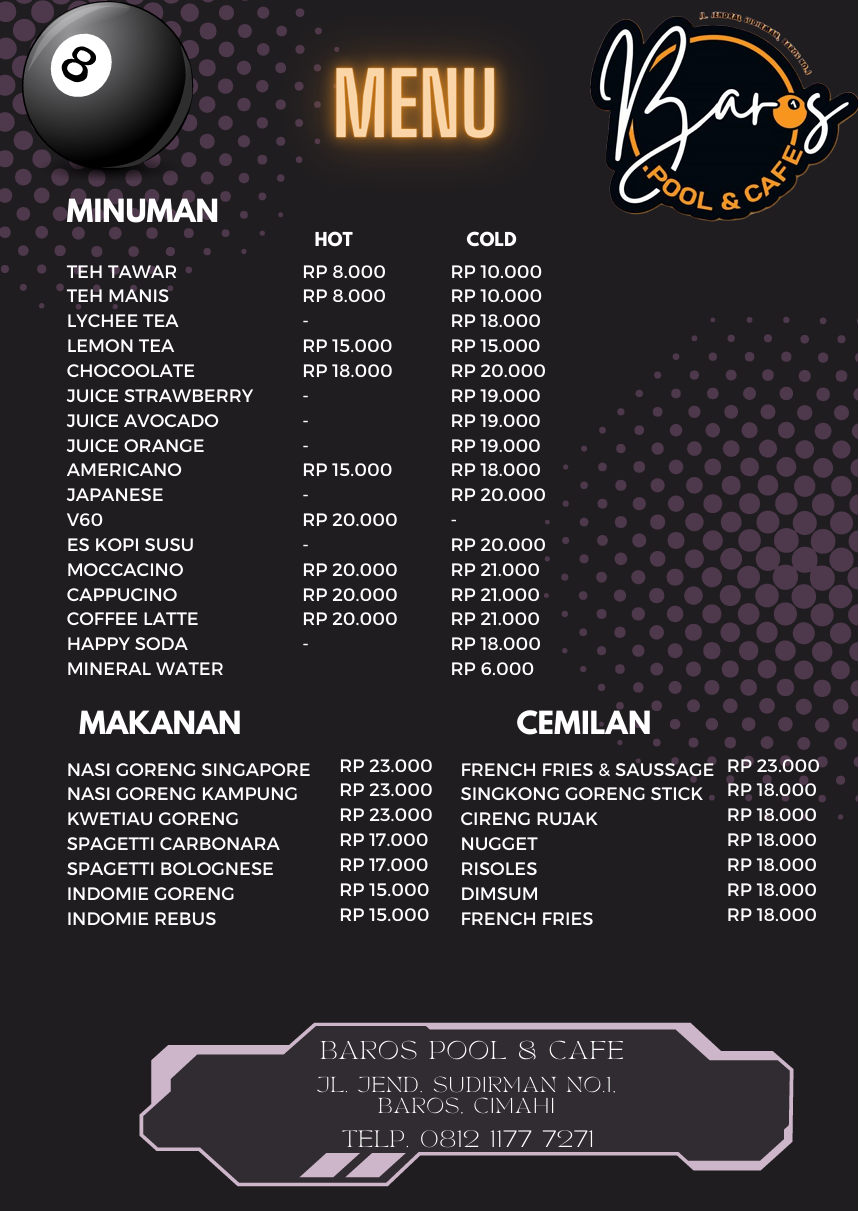 8
MENU
JL. JENDRAL SUDIRMAN, BAROS NO.1
Baros
POOL & CAFE
MINUMAN
HOT COLD
TEH TAWAR RP 8.000 RP 10.000
TEH MANIS RP 8.000 RP 10.000
LYCHEE TEA - RP 18.000
LEMON TEA RP 15.000 RP 15.000
CHOCOOLATE RP 18.000 RP 20.000
JUICE STRAWBERRY - RP 19.000
JUICE AVOCADO - RP 19.000
JUICE ORANGE - RP 19.000
AMERICANO RP 15.000 RP 18.000
JAPANESE - RP 20.000
V60 RP 20.000 -
ES KOPI SUSU - RP 20.000
MOCCACINO RP 20.000 RP 21.000
CAPPUCINO RP 20.000 RP 21.000
COFFEE LATTE RP 20.000 RP 21.000
HAPPY SODA - RP 18.000
MINERAL WATER RP 6.000
MAKANAN
NASI GORENG SINGAPORE RP 23.000
NASI GORENG KAMPUNG RP 23.000
KWETIAU GORENG RP 23.000
SPAGETTI CARBONARA RP 17.000
SPAGETTI BOLOGNESE RP 17.000
INDOMIE GORENG RP 15.000
INDOMIE REBUS RP 15.000
CEMILAN
FRENCH FRIES & SAUSSAGE RP 23.000
SINGKONG GORENG STICK RP 18.000
CIRENG RUJAK RP 18.000
NUGGET RP 18.000
RISOLES RP 18.000
DIMSUM RP 18.000
FRENCH FRIES RP 18.000
BAROS POOL & CAFE
JL. JEND. SUDIRMAN NO.1,
BAROS, CIMAHI
TELP. 0812 1177 7271